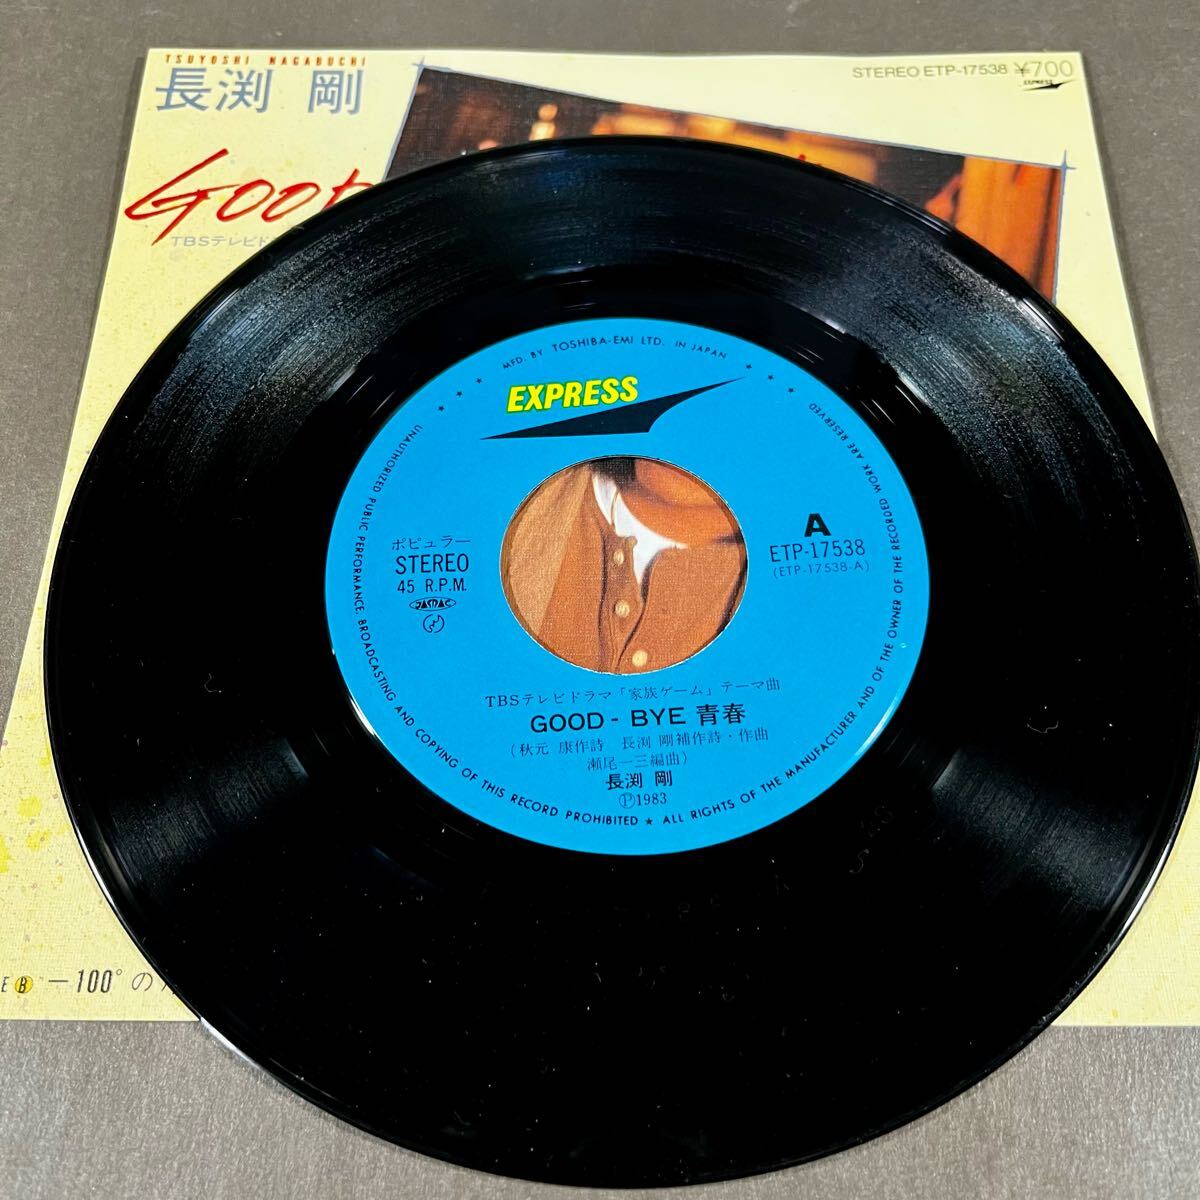 TSUYOSHI NAGABUCHI
長渕 剛
STEREO ETP-17538 ¥700
EXPRESS
GOOD
TBSテレビド
MFD. BY TOSHIBA-EMI LTD. IN JAPAN
EXPRESS
ポピュラー
STEREO
45 R.P.M.
JASRAC
A
ETP-17538
(ETP-17538-A)
TBSテレビドラマ「家族ゲーム」テーマ曲
GOOD - BYE 青春
(秋元 康作詩 長渕 剛補作詩・作曲
瀬尾一三編曲)
長渕 剛
Ⓟ1983
UNAUTHORIZED PUBLIC PERFORMANCE, BROADCASTING AND COPYING OF THIS RECORD PROHIBITED ★ ALL RIGHTS OF THE MANUFACTURER AND OF THE OWNER OF THE RECORDED WORK ARE RESERVED
E B -100°の